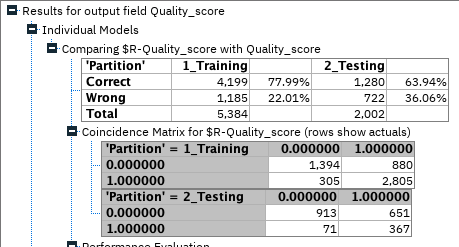 Results for output field Quality_score
Individual Models
Comparing $R-Quality_score with Quality_score
'Partition' 1_Training 2_Testing
Correct 4,199 77.99% 1,280 63.94%
Wrong 1,185 22.01% 722 36.06%
Total 5,384 2,002
Coincidence Matrix for $R-Quality_score (rows show actuals)
'Partition' = 1_Training 0.000000 1.000000
0.000000 1,394 880
1.000000 305 2,805
'Partition' = 2_Testing 0.000000 1.000000
0.000000 913 651
1.000000 71 367
Performance Evaluation